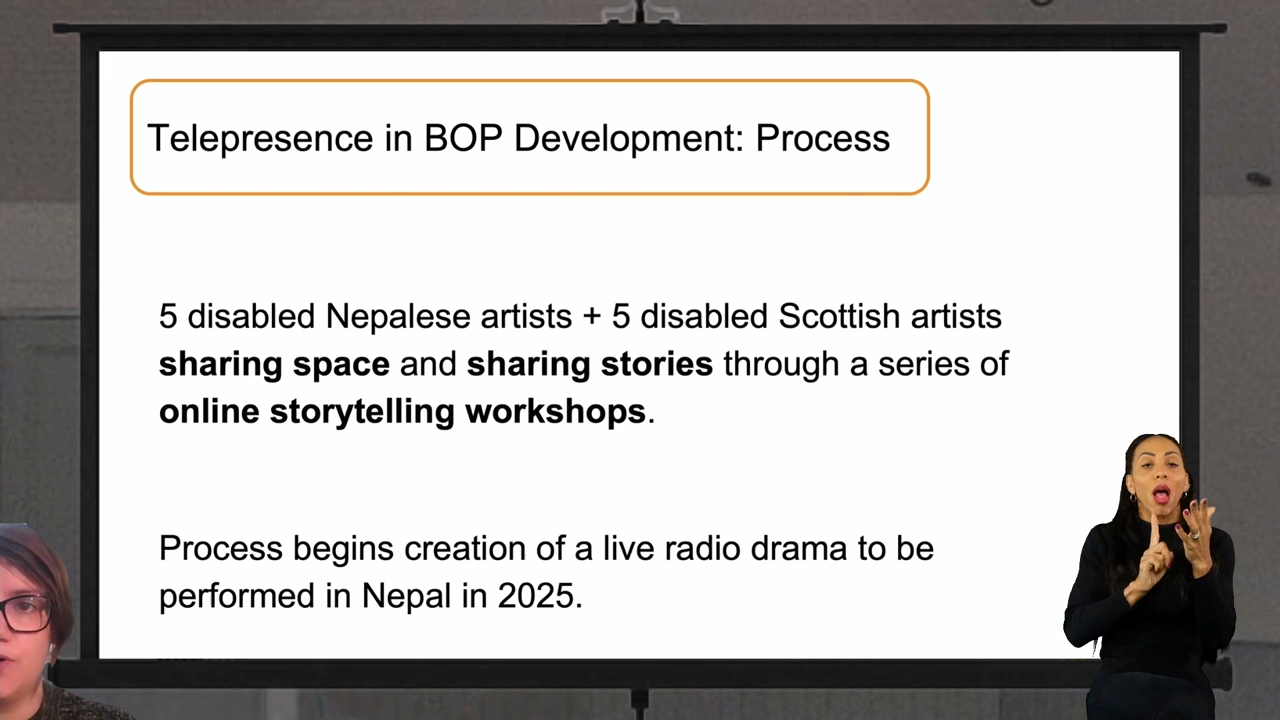 Telepresence in BOP Development: Process
5 disabled Nepalese artists + 5 disabled Scottish artists
sharing space and sharing stories through a series of
online storytelling workshops.
Process begins creation of a live radio drama to be
performed in Nepal in 2025.